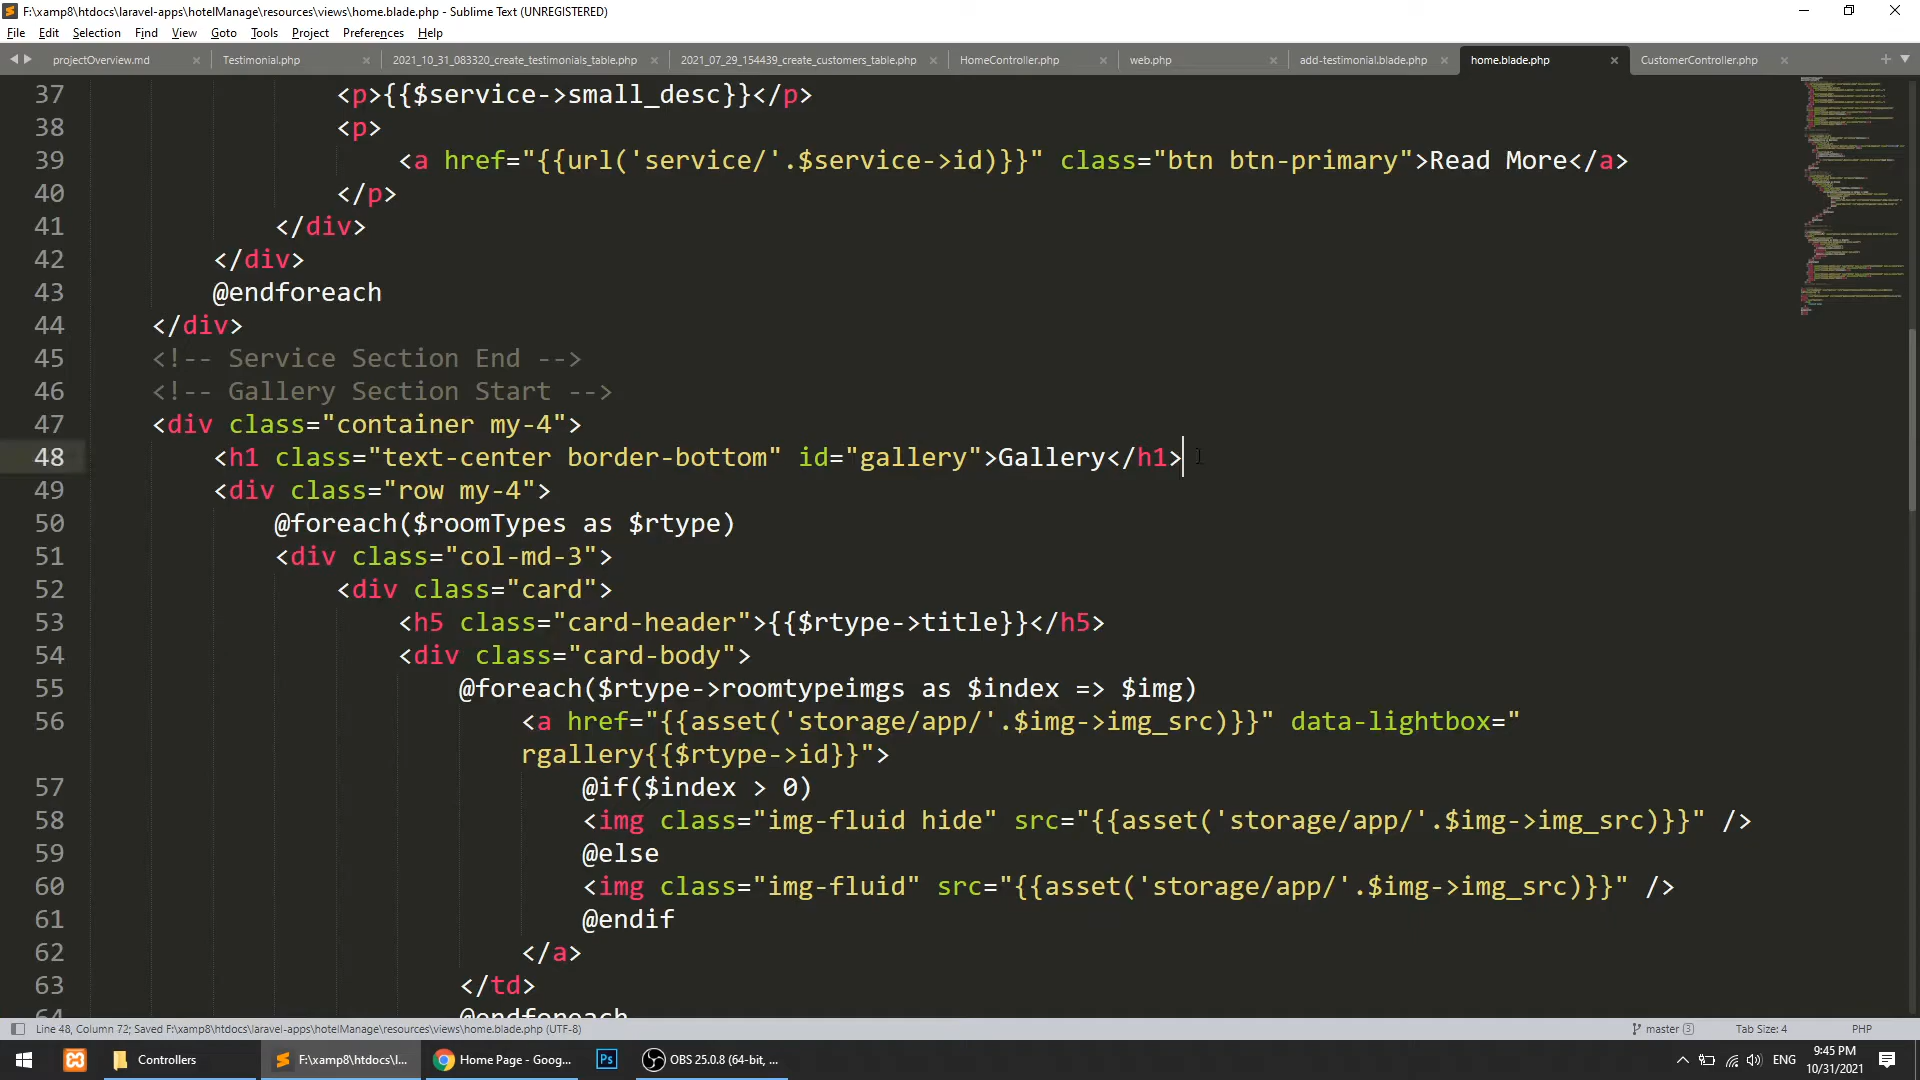 F:\xamp8\htdocs\laravel-apps\hotelManage\resources\views\home.blade.php - Sublime Text (UNREGISTERED)
File Edit Selection Find View Goto Tools Project Preferences Help
projectOverview.md Testimonial.php 2021_10_31_083320_create_testimonials_table.php 2021_07_29_154439_create_customers_table.php HomeController.php web.php add-testimonial.blade.php home.blade.php CustomerController.php
37 <p>{{$service->small_desc}}</p>
38 <p>
39 <a href="{{url('service/'.$service->id)}}" class="btn btn-primary">Read More</a>
40 </p>
41 </div>
42 </div>
43 @endforeach
44 </div>
45 <!-- Service Section End -->
46 <!-- Gallery Section Start -->
47 <div class="container my-4">
48 <h1 class="text-center border-bottom" id="gallery">Gallery</h1>
49 <div class="row my-4">
50 @foreach($roomTypes as $rtype)
51 <div class="col-md-3">
52 <div class="card">
53 <h5 class="card-header">{{$rtype->title}}</h5>
54 <div class="card-body">
55 @foreach($rtype->roomtypeimgs as $index => $img)
56 <a href="{{asset('storage/app/'.$img->img_src)}}" data-lightbox="
rgallery{{$rtype->id}}">
57 @if($index > 0)
58 <img class="img-fluid hide" src="{{asset('storage/app/'.$img->img_src)}}" />
59 @else
60 <img class="img-fluid" src="{{asset('storage/app/'.$img->img_src)}}" />
61 @endif
62 </a>
63 </td>
64 @endforeach
Line 48, Column 72; Saved F:\xamp8\htdocs\laravel-apps\hotelManage\resources\views\home.blade.php (UTF-8) master 3 Tab Size: 4 PHP
Controllers F:\xamp8\htdocs\l... Home Page - Goog... Ps OBS 25.0.8 (64-bit, ... ENG 9:45 PM
10/31/2021